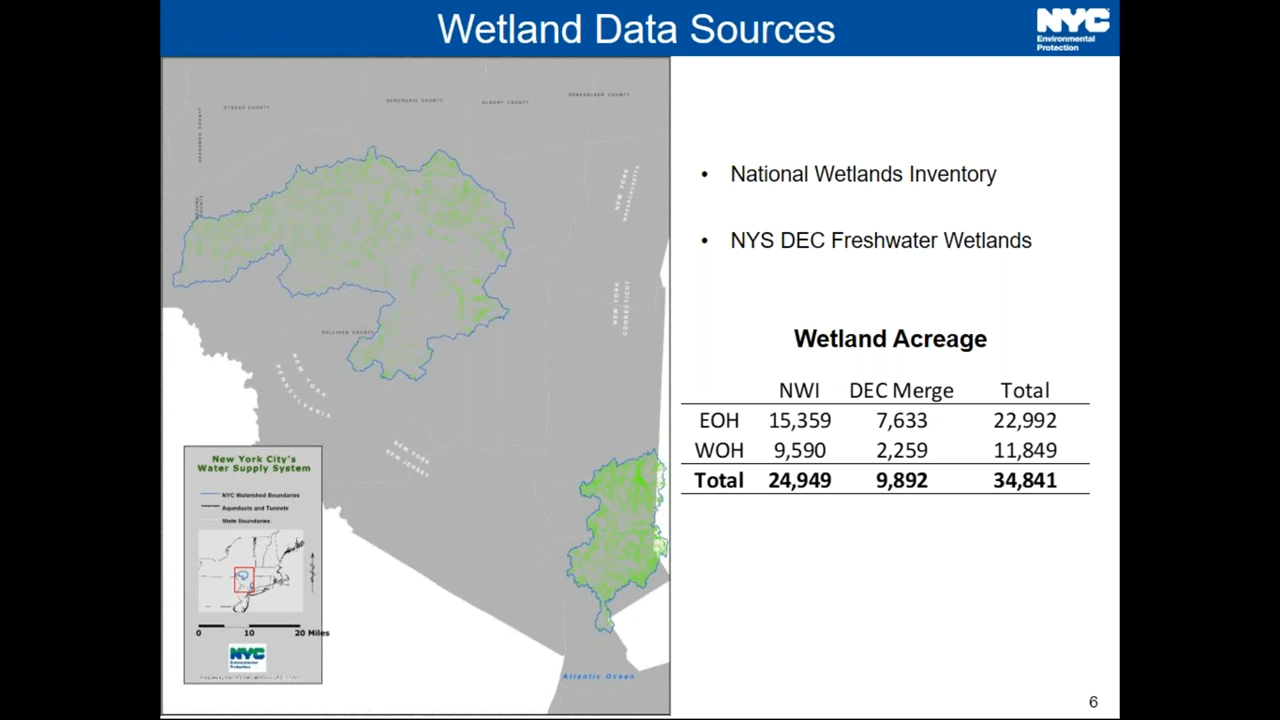 Wetland Data Sources
NYC
Environmental
Protection
OTSEGO COUNTY
SCHOHARIE COUNTY
ALBANY COUNTY
RENSSELAER COUNTY
NEW YORK
MASSACHUSETTS
NEW YORK
CONNECTICUT
SULLIVAN COUNTY
NEW YORK
PENNSYLVANIA
NEW YORK
NEW JERSEY
Atlantic Ocean
New York City's
Water Supply System
NYC Watershed Boundaries
Aqueducts and Tunnels
State Boundaries
0 10 20 Miles
NYC
Environmental
Protection
• National Wetlands Inventory
• NYS DEC Freshwater Wetlands
Wetland Acreage
NWI DEC Merge Total
EOH 15,359 7,633 22,992
WOH 9,590 2,259 11,849
Total 24,949 9,892 34,841
6